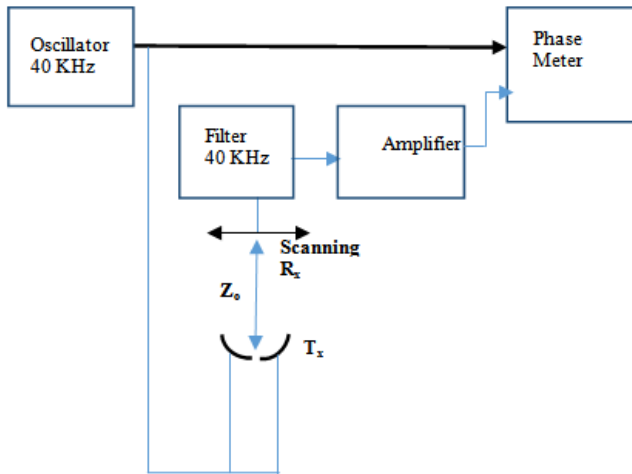 Oscillator
40 KHz
Phase
Meter
Filter
40 KHz
Amplifier
Scanning
Rx
Zo
Tx